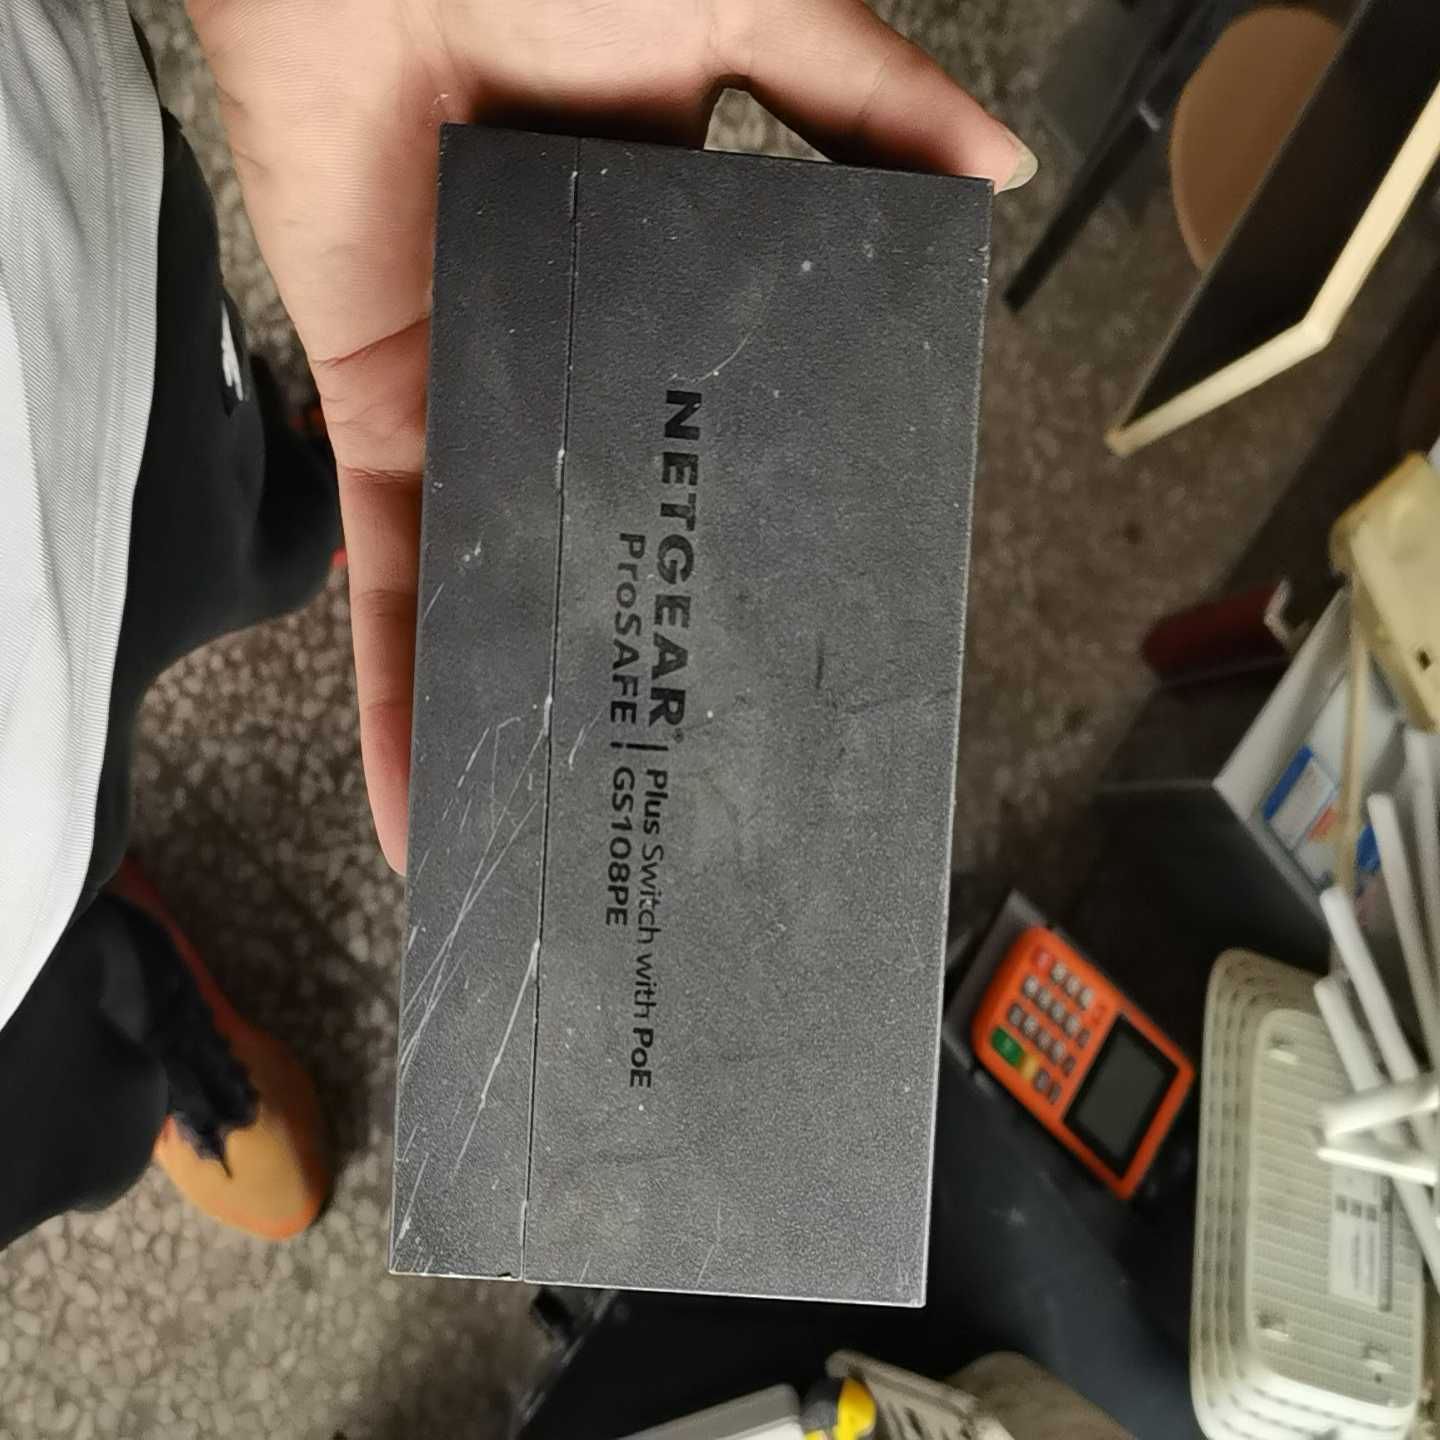 NETGEAR® | Plus Switch with PoE
ProSAFE | GS108PE